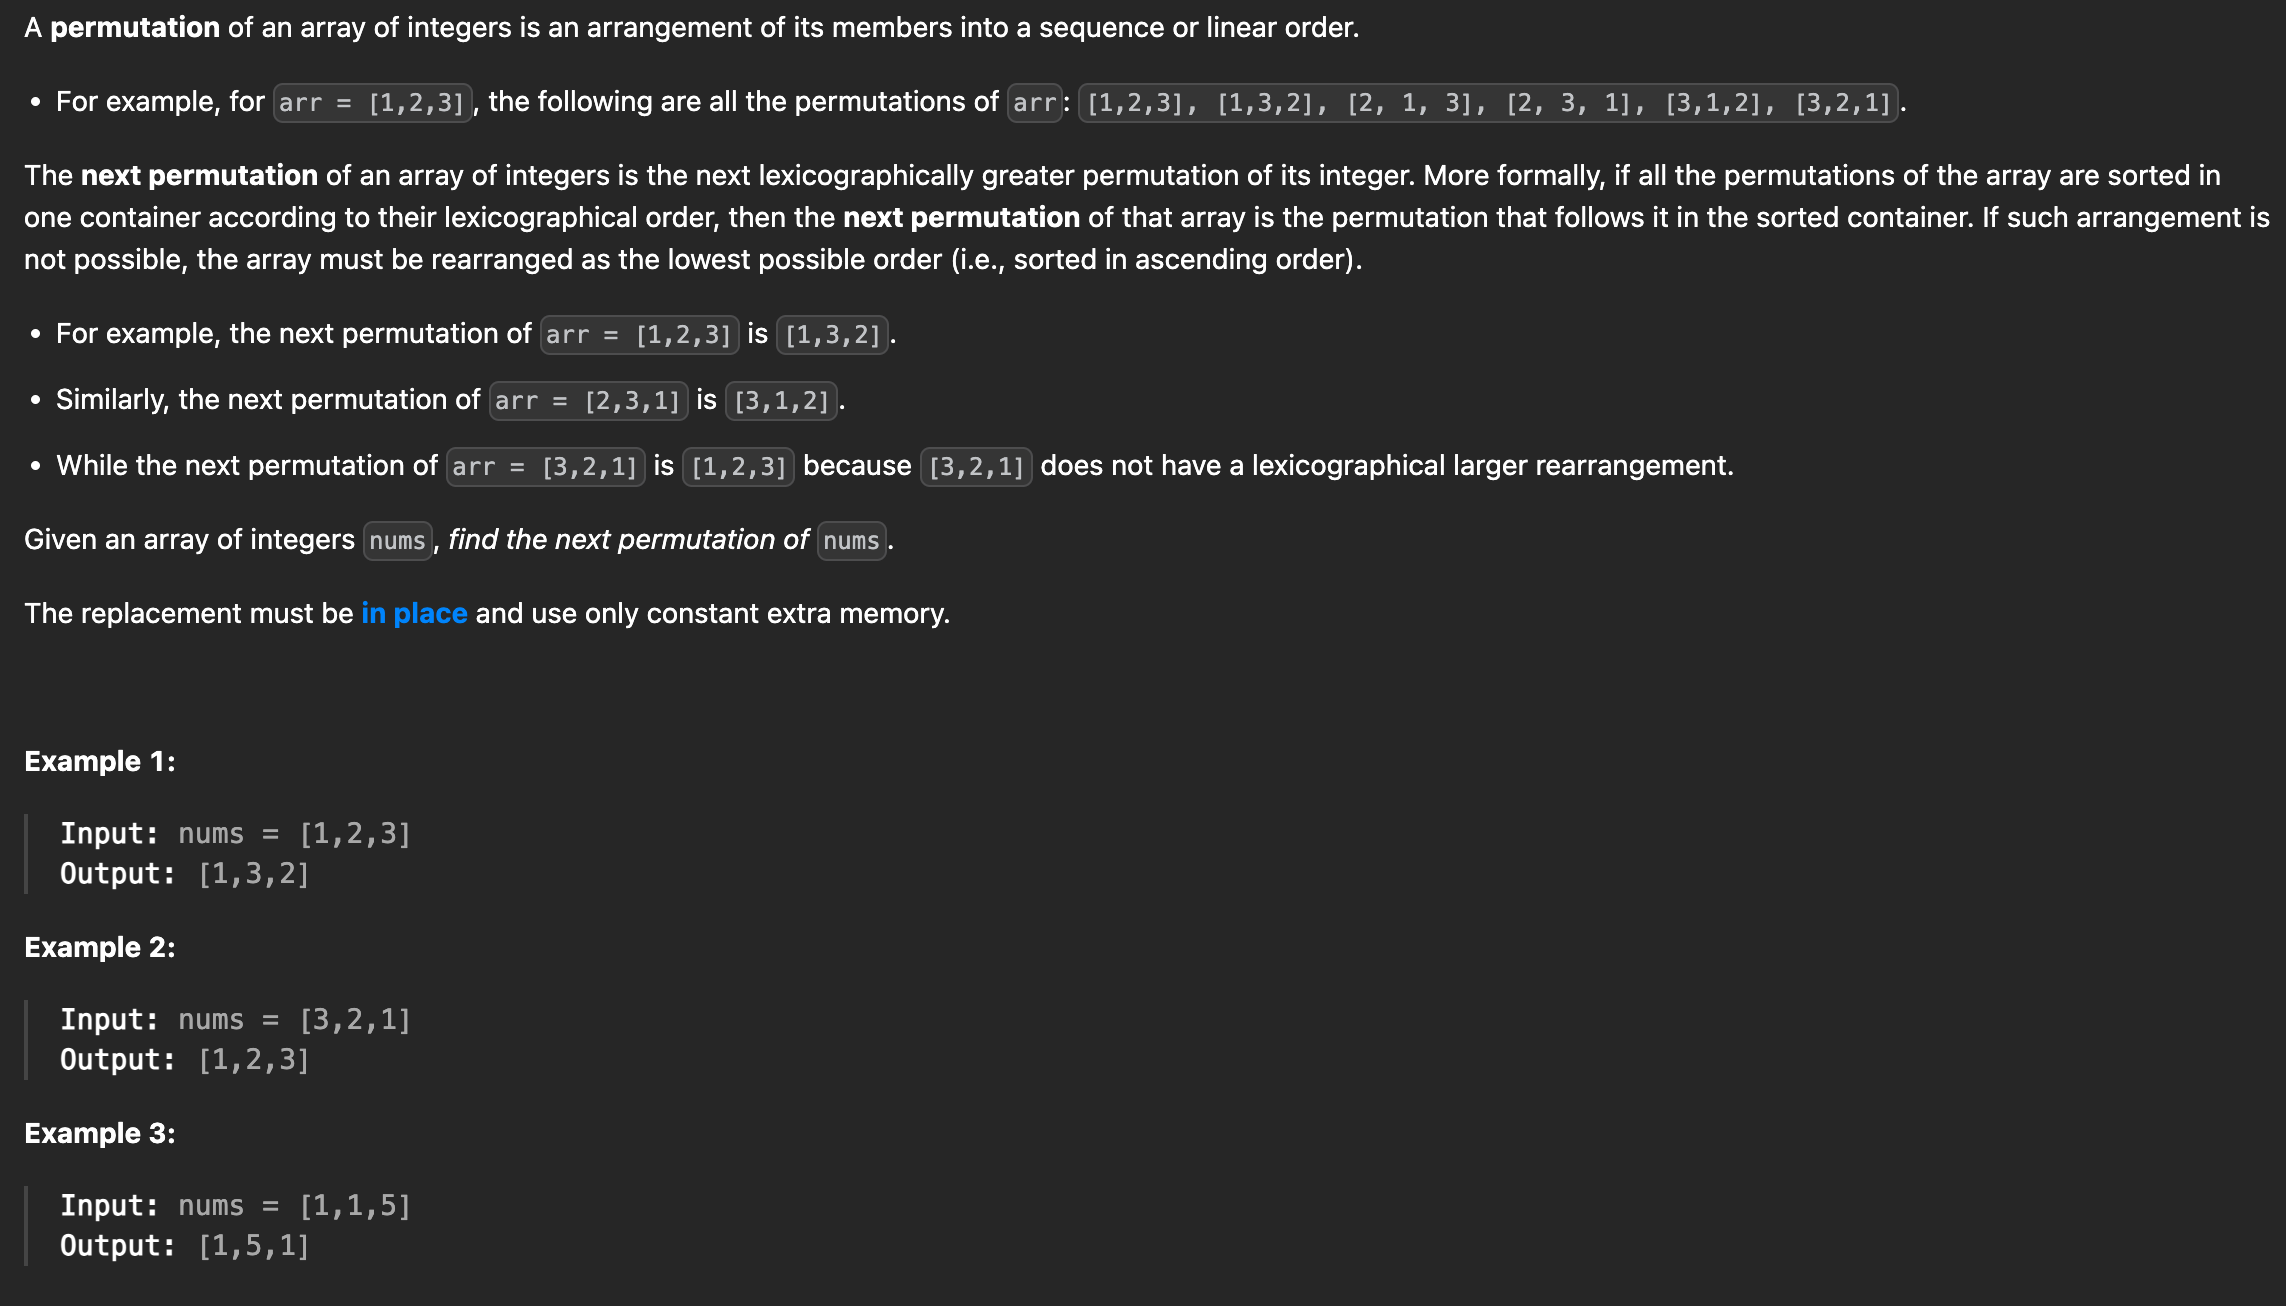 A permutation of an array of integers is an arrangement of its members into a sequence or linear order.
• For example, for arr = [1,2,3], the following are all the permutations of arr: [1,2,3], [1,3,2], [2, 1, 3], [2, 3, 1], [3,1,2], [3,2,1].
The next permutation of an array of integers is the next lexicographically greater permutation of its integer. More formally, if all the permutations of the array are sorted in
one container according to their lexicographical order, then the next permutation of that array is the permutation that follows it in the sorted container. If such arrangement is
not possible, the array must be rearranged as the lowest possible order (i.e., sorted in ascending order).
• For example, the next permutation of arr = [1,2,3] is [1,3,2].
• Similarly, the next permutation of arr = [2,3,1] is [3,1,2].
• While the next permutation of arr = [3,2,1] is [1,2,3] because [3,2,1] does not have a lexicographical larger rearrangement.
Given an array of integers nums, find the next permutation of nums.
The replacement must be in place and use only constant extra memory.
Example 1:
Input: nums = [1,2,3]
Output: [1,3,2]
Example 2:
Input: nums = [3,2,1]
Output: [1,2,3]
Example 3:
Input: nums = [1,1,5]
Output: [1,5,1]